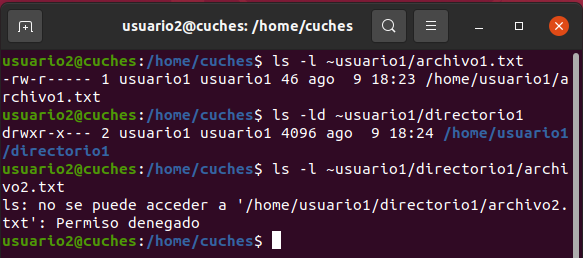 usuario2@cuches: /home/cuches
usuario2@cuches:/home/cuches$ ls -l ~usuario1/archivo1.txt
-rw-r----- 1 usuario1 usuario1 46 ago  9 18:23 /home/usuario1/a
rchivo1.txt
usuario2@cuches:/home/cuches$ ls -ld ~usuario1/directorio1
drwxr-x--- 2 usuario1 usuario1 4096 ago  9 18:24 /home/usuario1
/directorio1
usuario2@cuches:/home/cuches$ ls -l ~usuario1/directorio1/archi
vo2.txt
ls: no se puede acceder a '/home/usuario1/directorio1/archivo2.
txt': Permiso denegado
usuario2@cuches:/home/cuches$